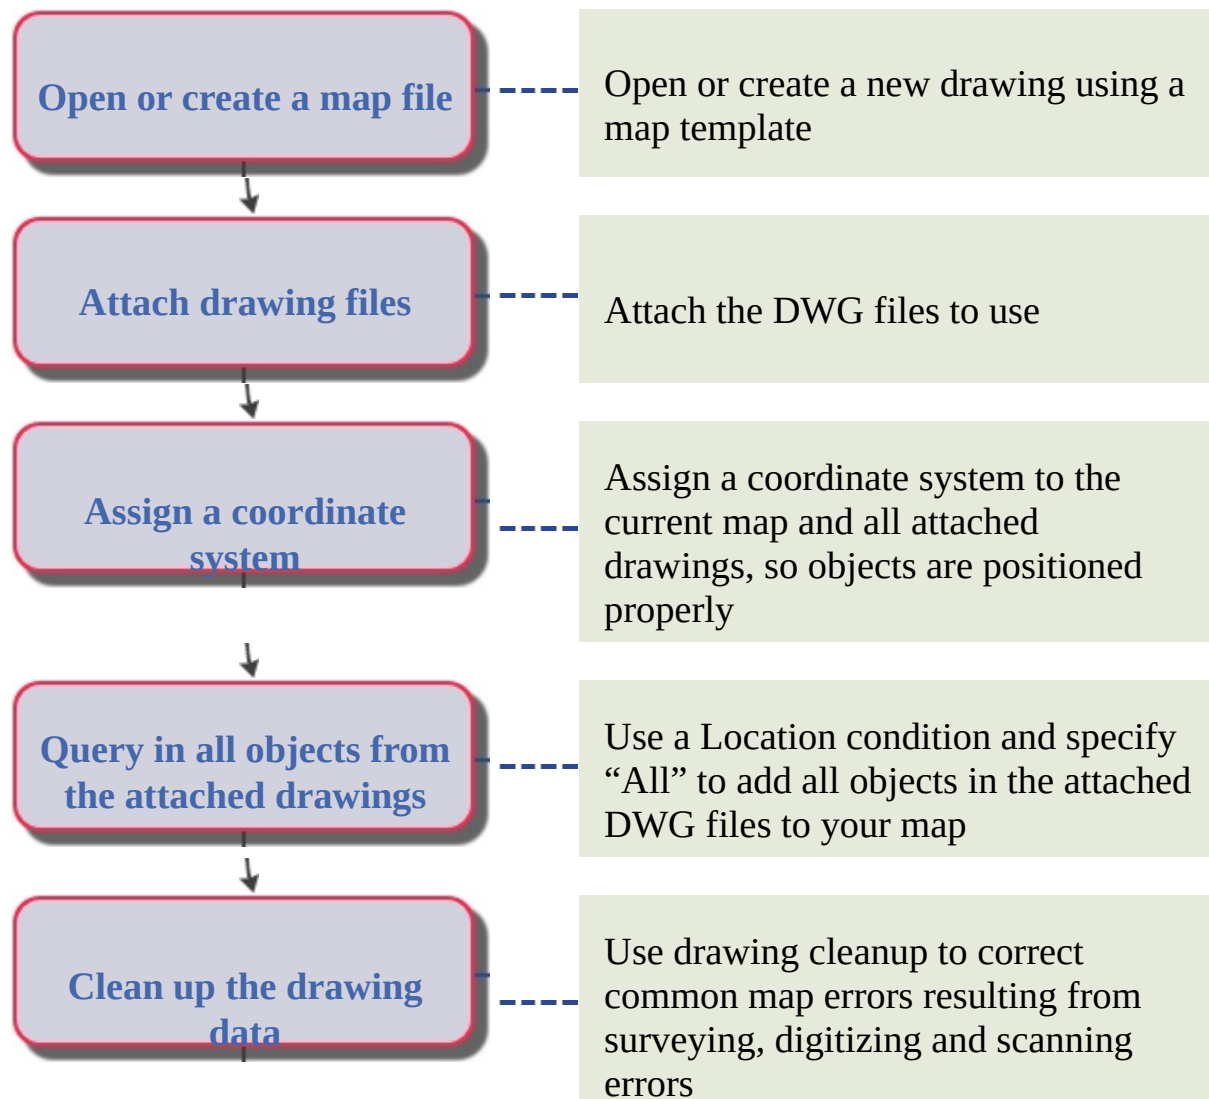 Open or create a map file
Open or create a new drawing using a
map template
Attach drawing files
Attach the DWG files to use
Assign a coordinate
system
Assign a coordinate system to the
current map and all attached
drawings, so objects are positioned
properly
Query in all objects from
the attached drawings
Use a Location condition and specify
“All” to add all objects in the attached
DWG files to your map
Clean up the drawing
data
Use drawing cleanup to correct
common map errors resulting from
surveying, digitizing and scanning
errors